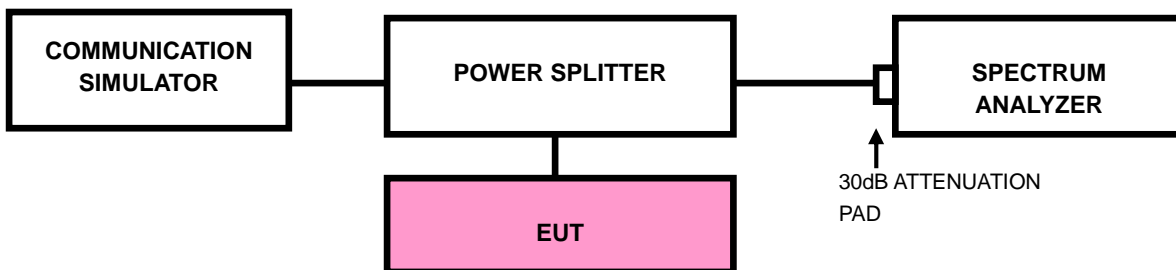 COMMUNICATION
SIMULATOR
POWER SPLITTER
SPECTRUM
ANALYZER
30dB ATTENUATION
PAD
EUT